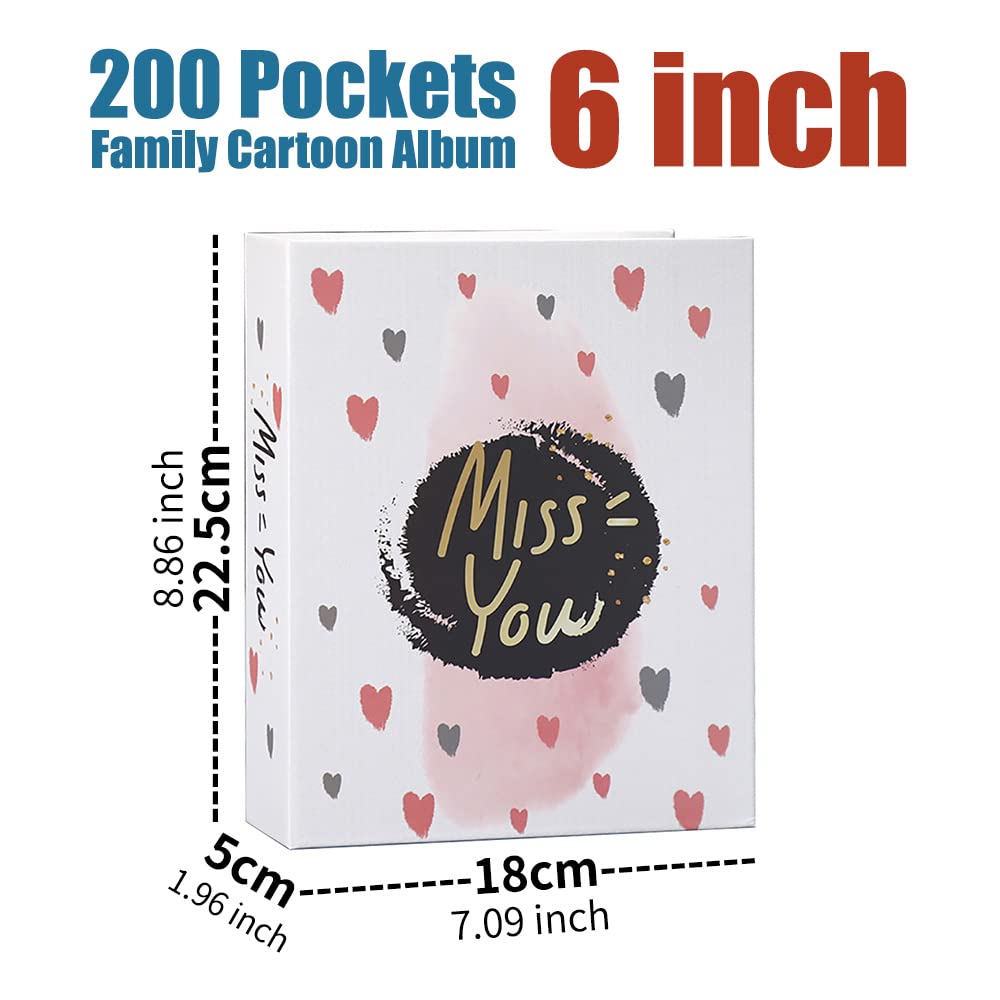 200 Pockets
Family Cartoon Album
6 inch
8.86 inch
22.5cm
Miss = You
Miss =
You
5cm
1.96 inch
18cm
7.09 inch